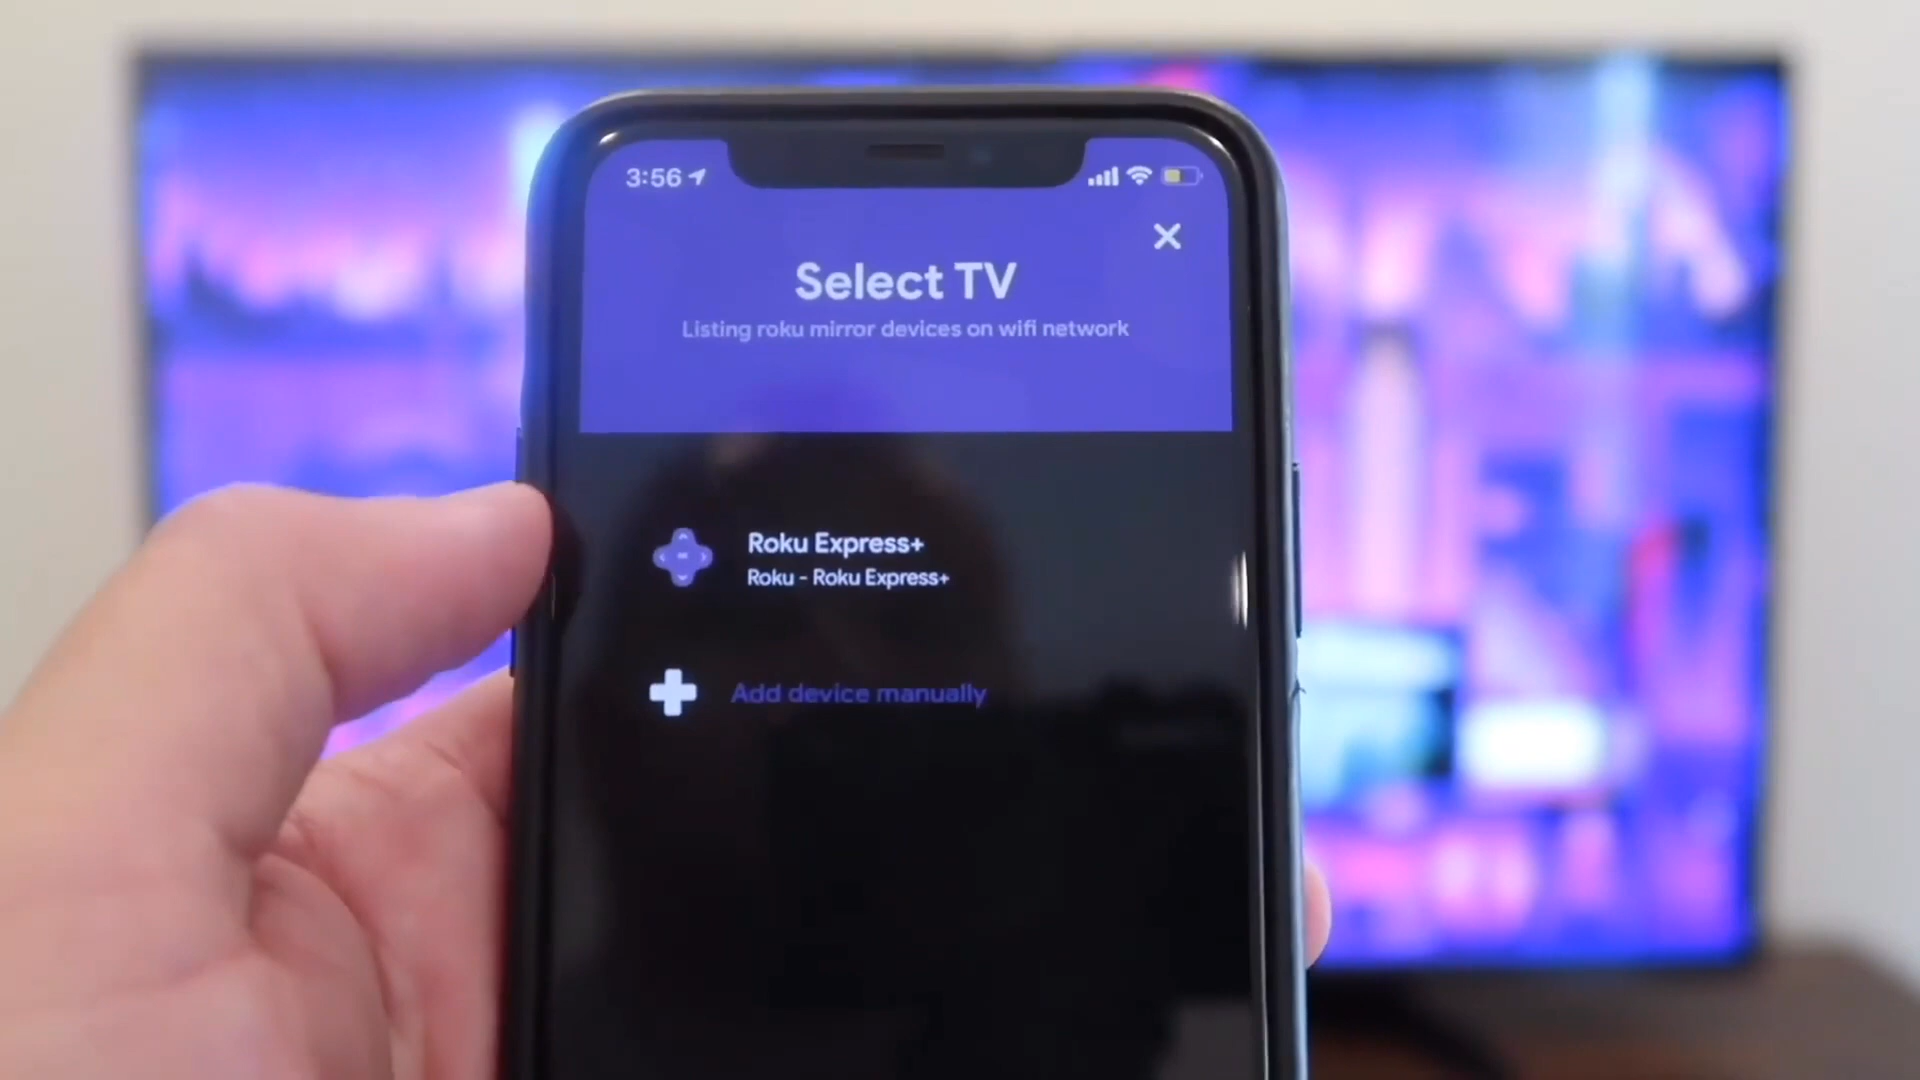 3:56
Select TV
Listing roku mirror devices on wifi network
Roku Express+
Roku - Roku Express+
Add device manually